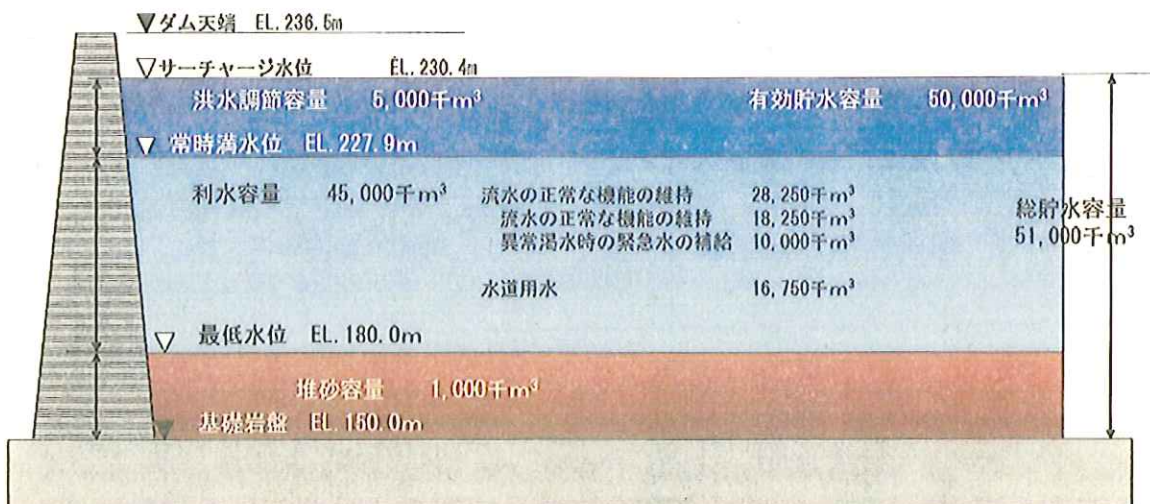 ▼ダム天端 EL.236.5m
▽サーチャージ水位 EL.230.4m
洪水調節容量 5,000千m³ 有効貯水容量 50,000千m³
▼ 常時満水位 EL.227.9m
利水容量 45,000千m³
流水の正常な機能の維持 28,250千m³
流水の正常な機能の維持 18,250千m³
異常渇水時の緊急水の補給 10,000千m³
水道用水 16,750千m³
総貯水容量
51,000千m³
▽ 最低水位 EL.180.0m
堆砂容量 1,000千m³
▼ 基礎岩盤 EL.150.0m